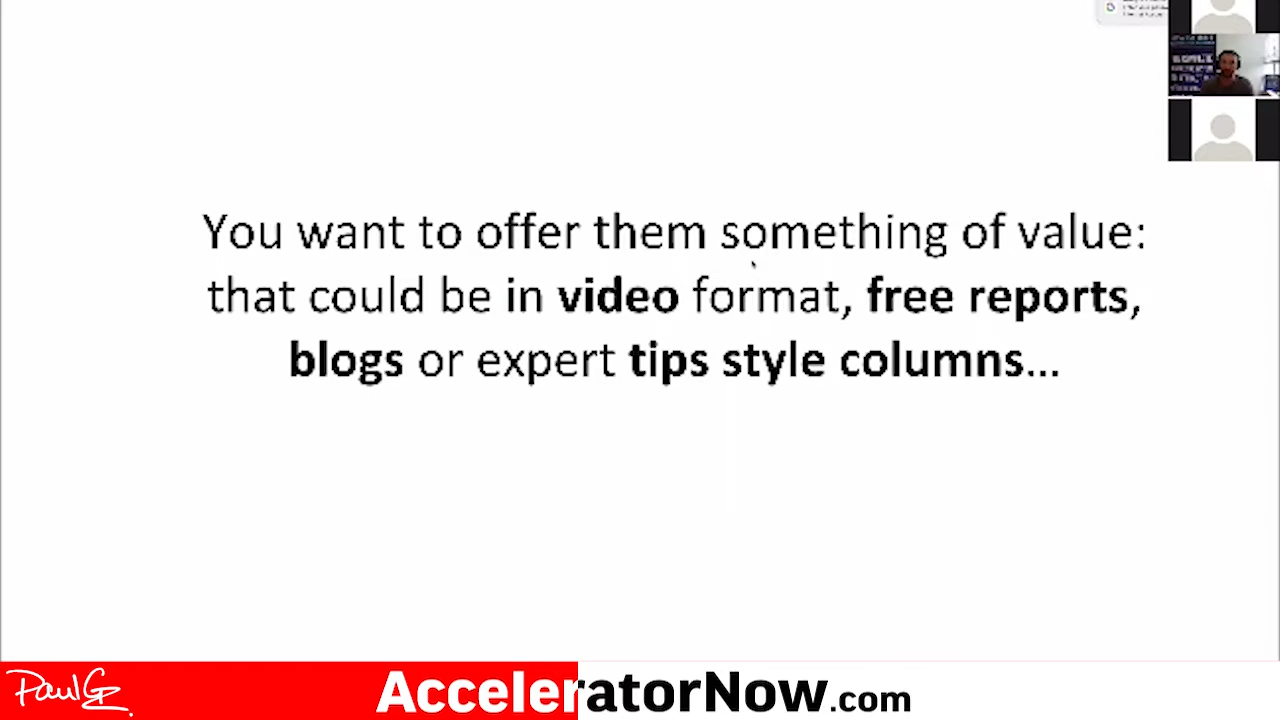 You want to offer them something of value:
that could be in video format, free reports,
blogs or expert tips style columns...
PaulG
AcceleratorNow.com